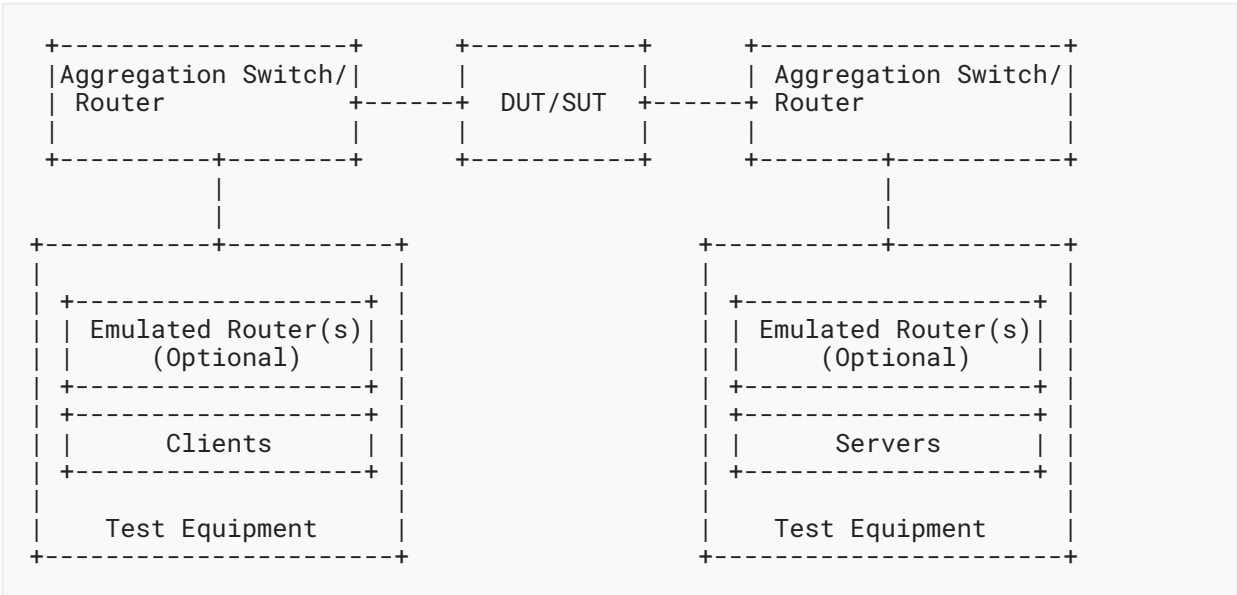 +-------------------+      +-----------+      +--------------------+
|Aggregation Switch/|      |           |      | Aggregation Switch/|
| Router            +------+  DUT/SUT  +------+ Router             |
|                   |      |           |      |                    |
+----------+--------+      +-----------+      +--------+-----------+
           |                                           |
           |                                           |
+-----------+-----------+                   +----------+-----------+
|                       |                   |                      |
| +-------------------+ |                   | +------------------+ |
| | Emulated Router(s)| |                   | | Emulated Router(s)| |
| |     (Optional)    | |                   | |     (Optional)   | |
| +-------------------+ |                   | +------------------+ |
| +-------------------+ |                   | +------------------+ |
| |      Clients      | |                   | |      Servers     | |
| +-------------------+ |                   | +------------------+ |
|                       |                   |                      |
|    Test Equipment     |                   |    Test Equipment    |
+-----------------------+                   +----------------------+